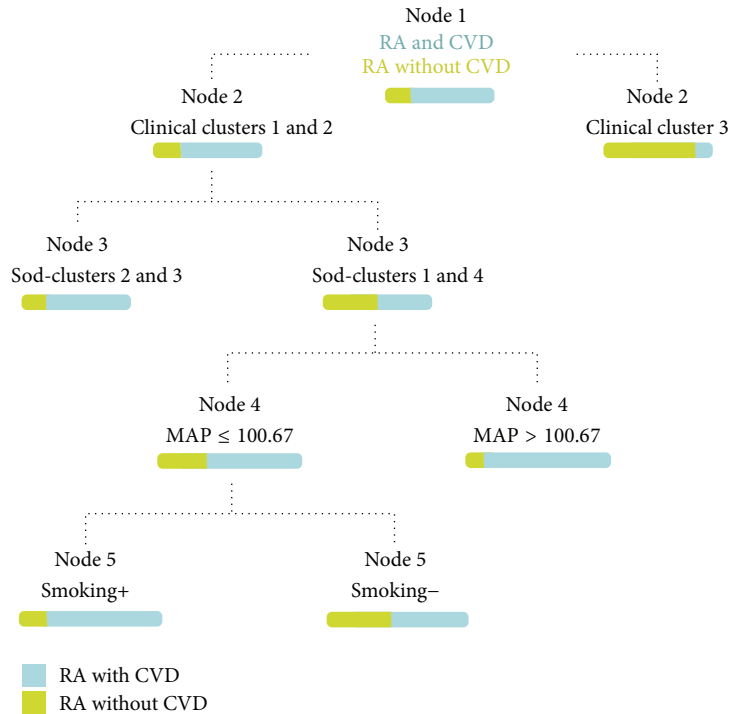 Node 1
RA and CVD
RA without CVD
Node 2
Clinical clusters 1 and 2
Node 2
Clinical cluster 3
Node 3
Sod-clusters 2 and 3
Node 3
Sod-clusters 1 and 4
Node 4
MAP ≤ 100.67
Node 4
MAP > 100.67
Node 5
Smoking+
Node 5
Smoking−
RA with CVD
RA without CVD